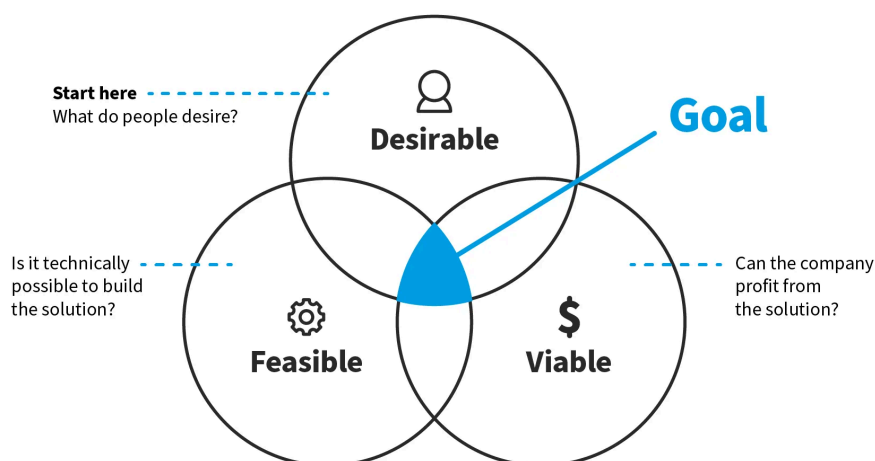 Start here
What do people desire?
Desirable
Goal
Is it technically
possible to build
the solution?
Feasible
$
Viable
Can the company
profit from
the solution?